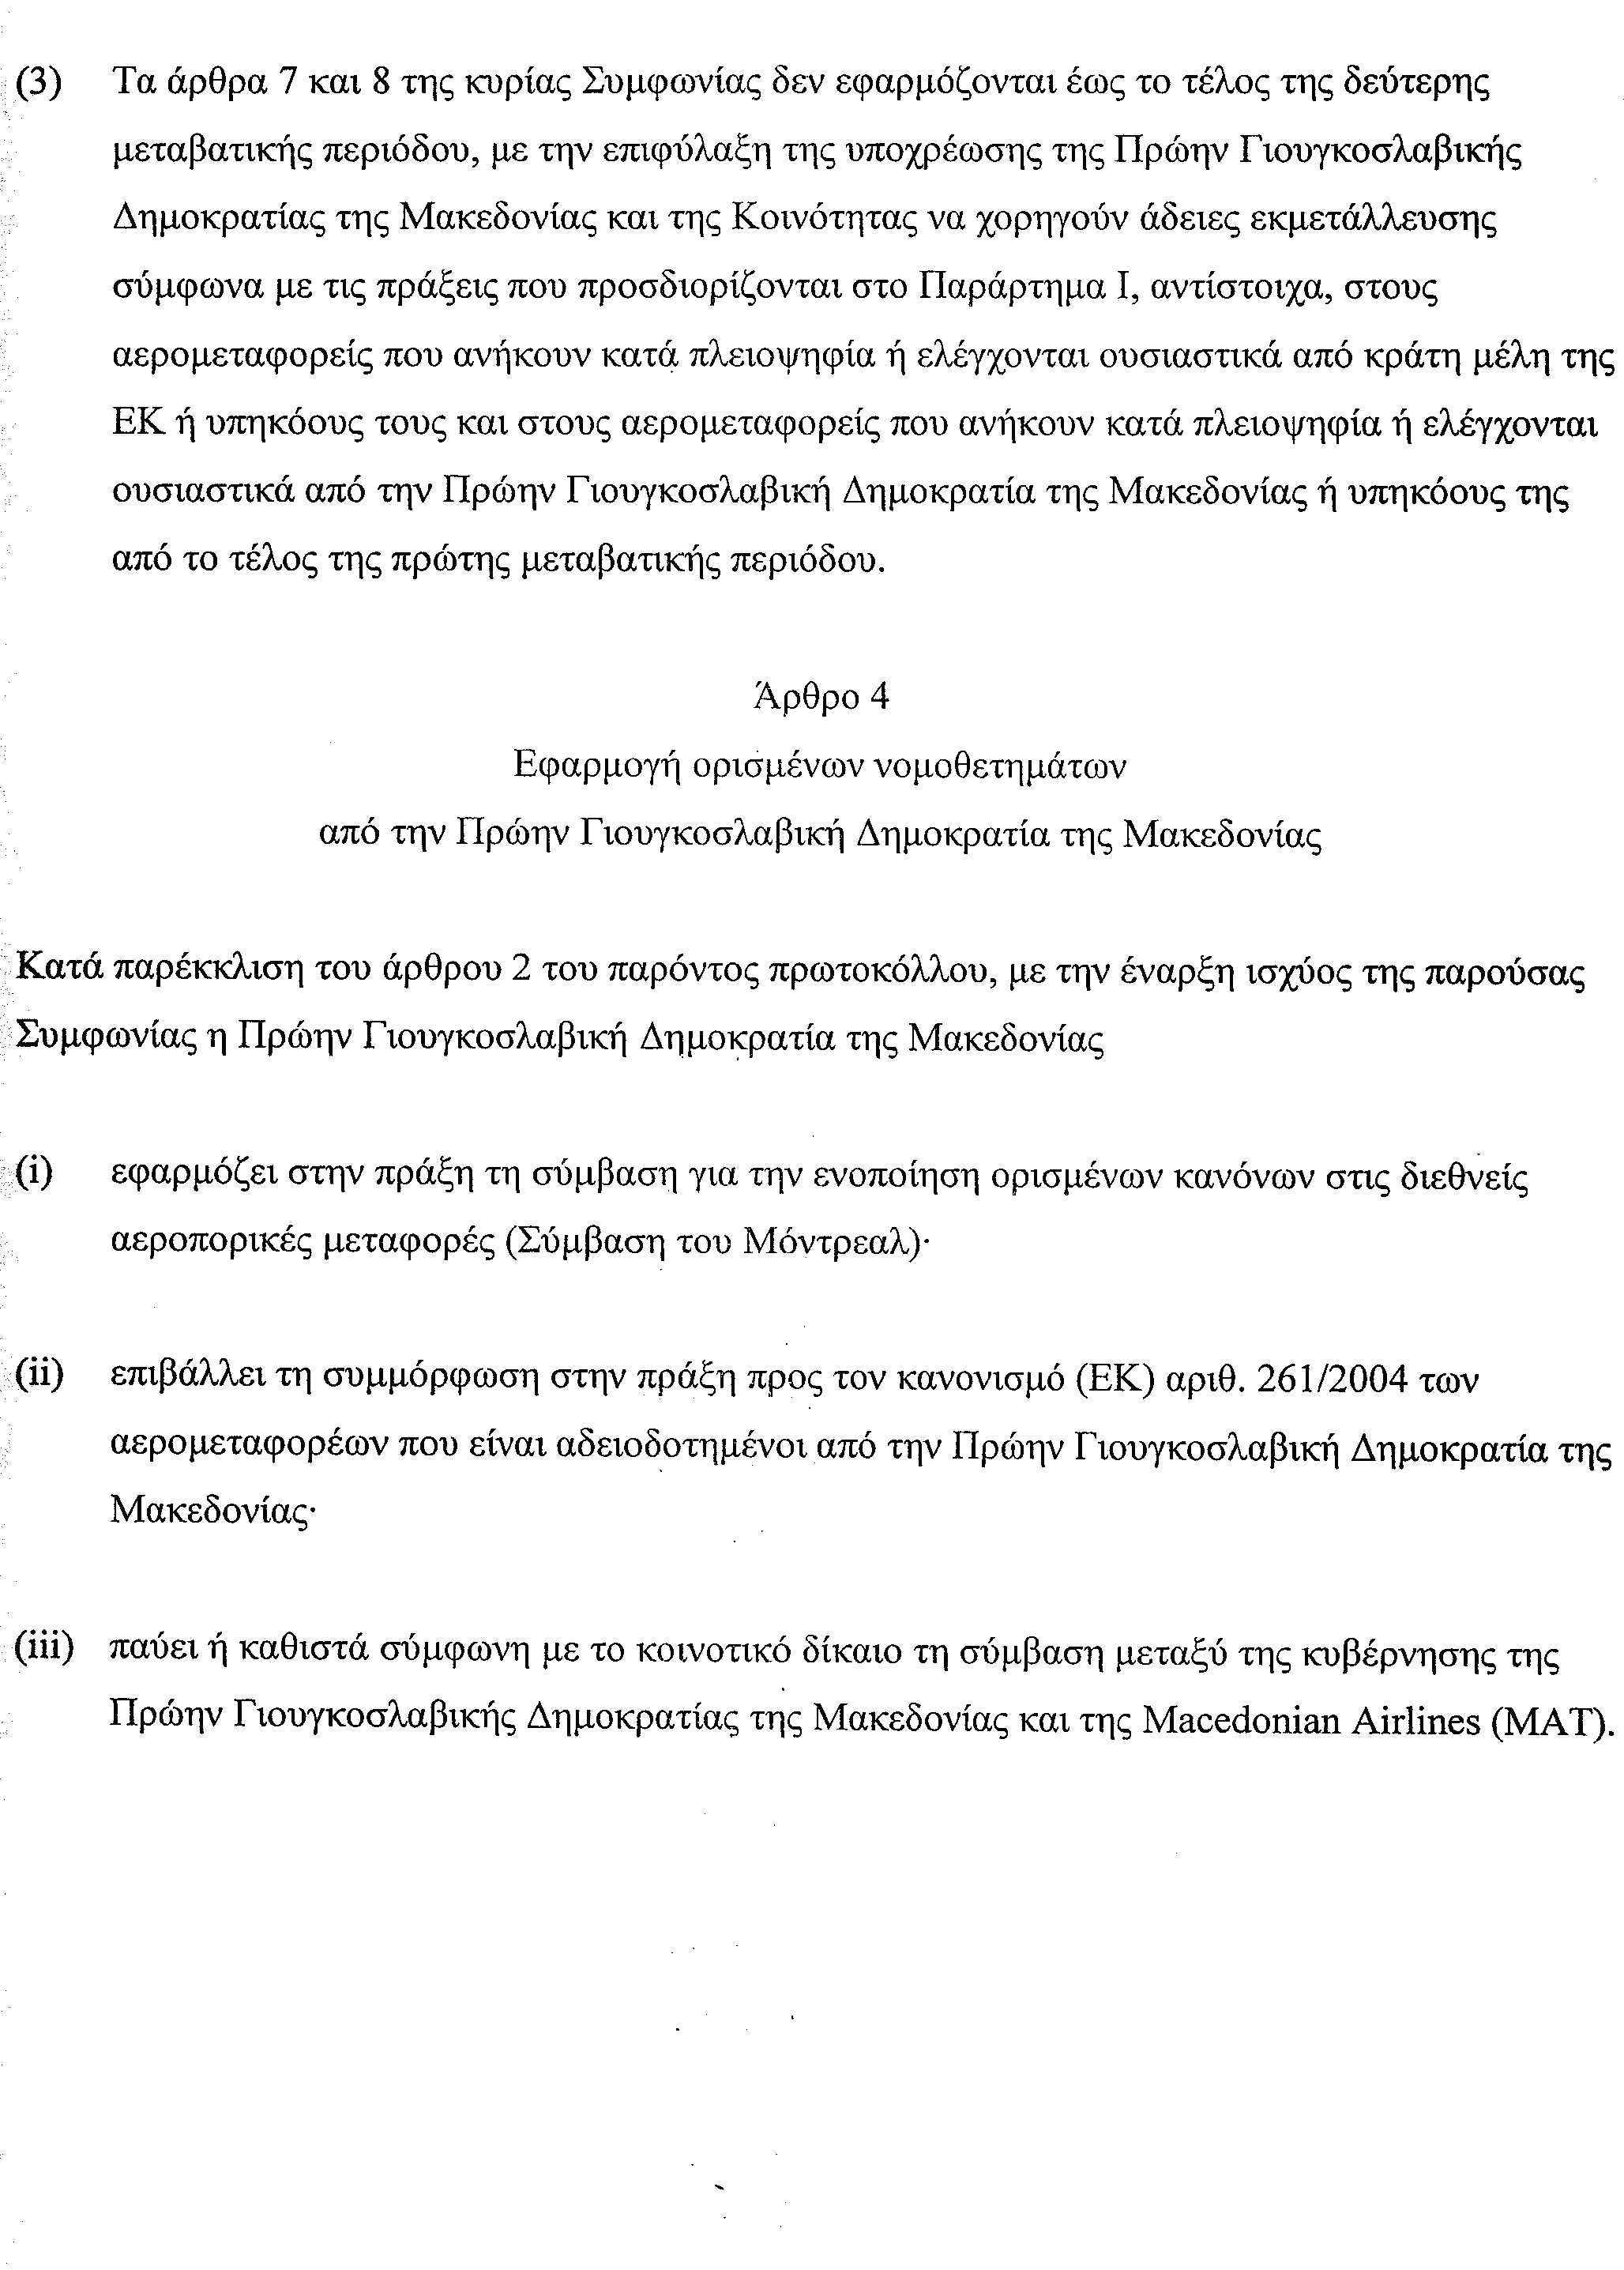 (3) Τα άρθρα 7 και 8 της κυρίας Συμφωνίας δεν εφαρμόζονται έως το τέλος της δεύτερης
μεταβατικής περιόδου, με την επιφύλαξη της υποχρέωσης της Πρώην Γιουγκοσλαβικής
Δημοκρατίας της Μακεδονίας και της Κοινότητας να χορηγούν άδειες εκμετάλλευσης
σύμφωνα με τις πράξεις που προσδιορίζονται στο Παράρτημα Ι, αντίστοιχα, στους
αερομεταφορείς που ανήκουν κατά πλειοψηφία ή ελέγχονται ουσιαστικά από κράτη μέλη της
ΕΚ ή υπηκόους τους και στους αερομεταφορείς που ανήκουν κατά πλειοψηφία ή ελέγχονται
ουσιαστικά από την Πρώην Γιουγκοσλαβική Δημοκρατία της Μακεδονίας ή υπηκόους της
από το τέλος της πρώτης μεταβατικής περιόδου.
Άρθρο 4
Εφαρμογή ορισμένων νομοθετημάτων
από την Πρώην Γιουγκοσλαβική Δημοκρατία της Μακεδονίας
Κατά παρέκκλιση του άρθρου 2 του παρόντος πρωτοκόλλου, με την έναρξη ισχύος της παρούσας
Συμφωνίας η Πρώην Γιουγκοσλαβική Δημοκρατία της Μακεδονίας
(i) εφαρμόζει στην πράξη τη σύμβαση για την ενοποίηση ορισμένων κανόνων στις διεθνείς
αεροπορικές μεταφορές (Σύμβαση του Μόντρεαλ)·
(ii) επιβάλλει τη συμμόρφωση στην πράξη προς τον κανονισμό (ΕΚ) αριθ. 261/2004 των
αερομεταφορέων που είναι αδειοδοτημένοι από την Πρώην Γιουγκοσλαβική Δημοκρατία της
Μακεδονίας·
(iii) παύει ή καθιστά σύμφωνη με το κοινοτικό δίκαιο τη σύμβαση μεταξύ της κυβέρνησης της
Πρώην Γιουγκοσλαβικής Δημοκρατίας της Μακεδονίας και της Macedonian Airlines (MAT).